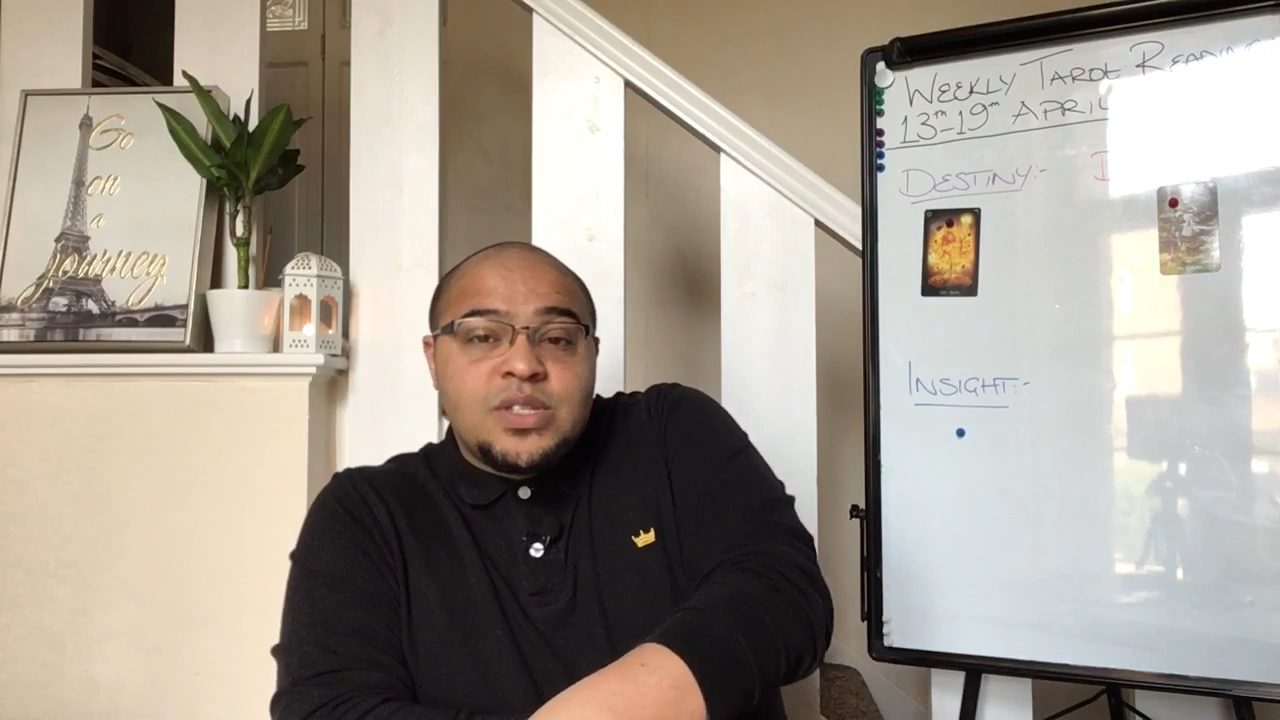 Go
on
a
journey
WEEKLY TAROT READING
13TH-19TH APRIL
DESTINY:-
INSIGHT:-